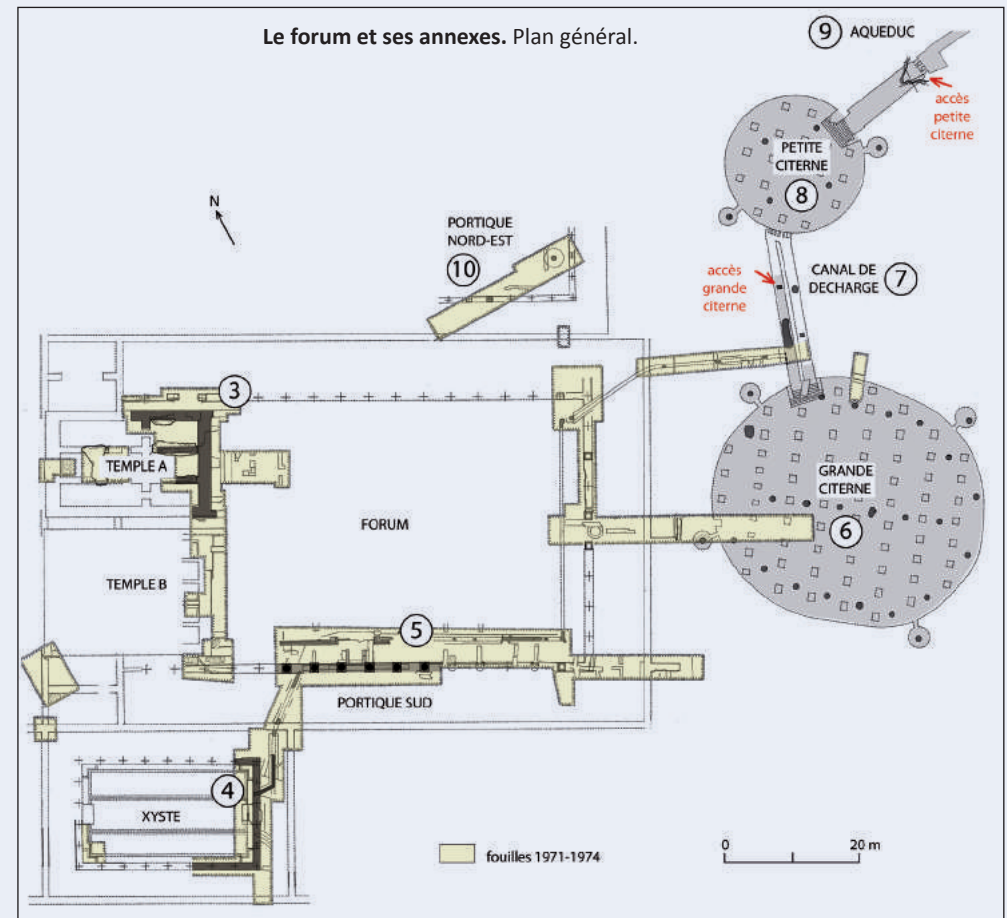 Le forum et ses annexes. Plan général.
9 AQUEDUC
accès
petite
citerne
PETITE
CITERNE
8
N
PORTIQUE
NORD-EST
10
accès
grande
citerne
CANAL DE
DECHARGE
7
3
TEMPLE A
GRANDE
CITERNE
6
FORUM
TEMPLE B
5
PORTIQUE SUD
4
XYSTE
fouilles 1971-1974
0 20 m